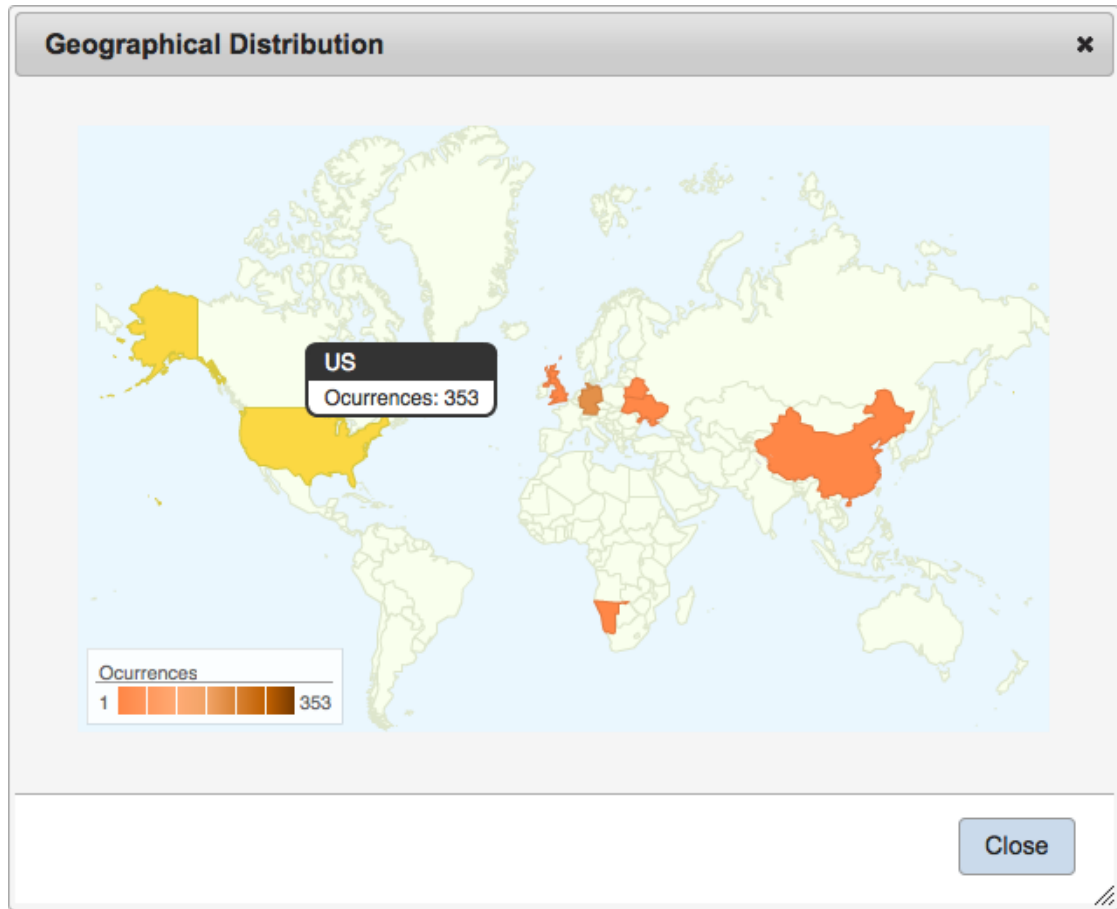 Geographical Distribution
US
Ocurrences: 353
Ocurrences
1 353
Close